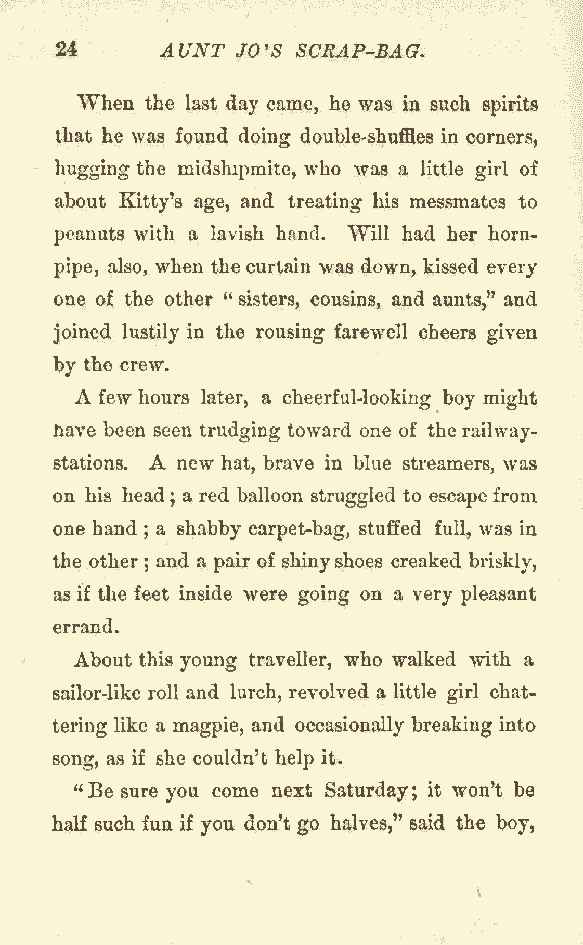 24 AUNT JO'S SCRAP-BAG.
When the last day came, he was in such spirits
that he was found doing double-shuffles in corners,
hugging the midshipmite, who was a little girl of
about Kitty's age, and treating his messmates to
peanuts with a lavish hand. Will had her horn-
pipe, also, when the curtain was down, kissed every
one of the other "sisters, cousins, and aunts," and
joined lustily in the rousing farewell cheers given
by the crew.
A few hours later, a cheerful-looking boy might
have been seen trudging toward one of the railway-
stations. A new hat, brave in blue streamers, was
on his head; a red balloon struggled to escape from
one hand; a shabby carpet-bag, stuffed full, was in
the other; and a pair of shiny shoes creaked briskly,
as if the feet inside were going on a very pleasant
errand.
About this young traveller, who walked with a
sailor-like roll and lurch, revolved a little girl chat-
tering like a magpie, and occasionally breaking into
song, as if she couldn't help it.
"Be sure you come next Saturday; it won't be
half such fun if you don't go halves," said the boy,